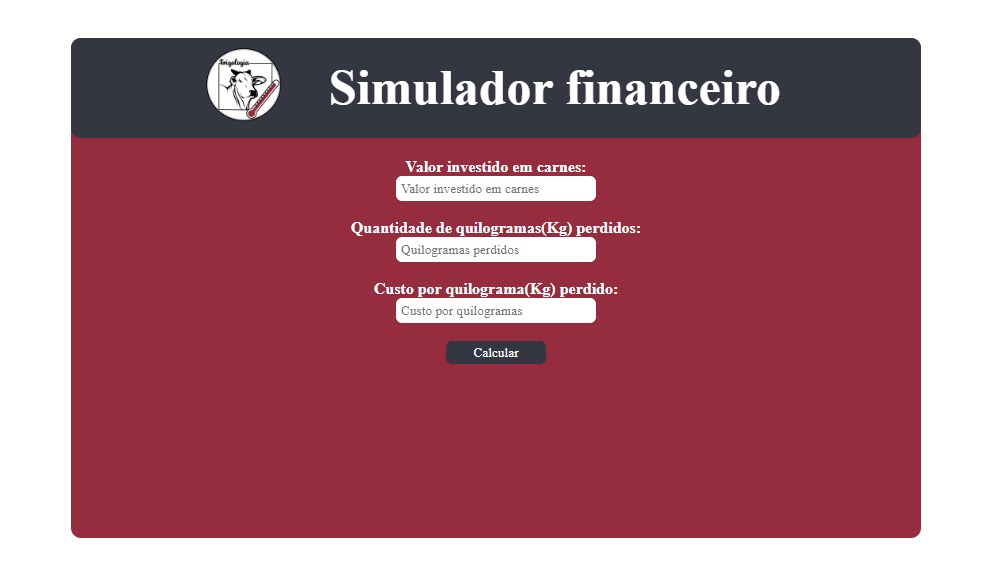 Frigologia
Simulador financeiro
Valor investido em carnes:
Valor investido em carnes
Quantidade de quilogramas(Kg) perdidos:
Quilogramas perdidos
Custo por quilograma(Kg) perdido:
Custo por quilogramas
Calcular